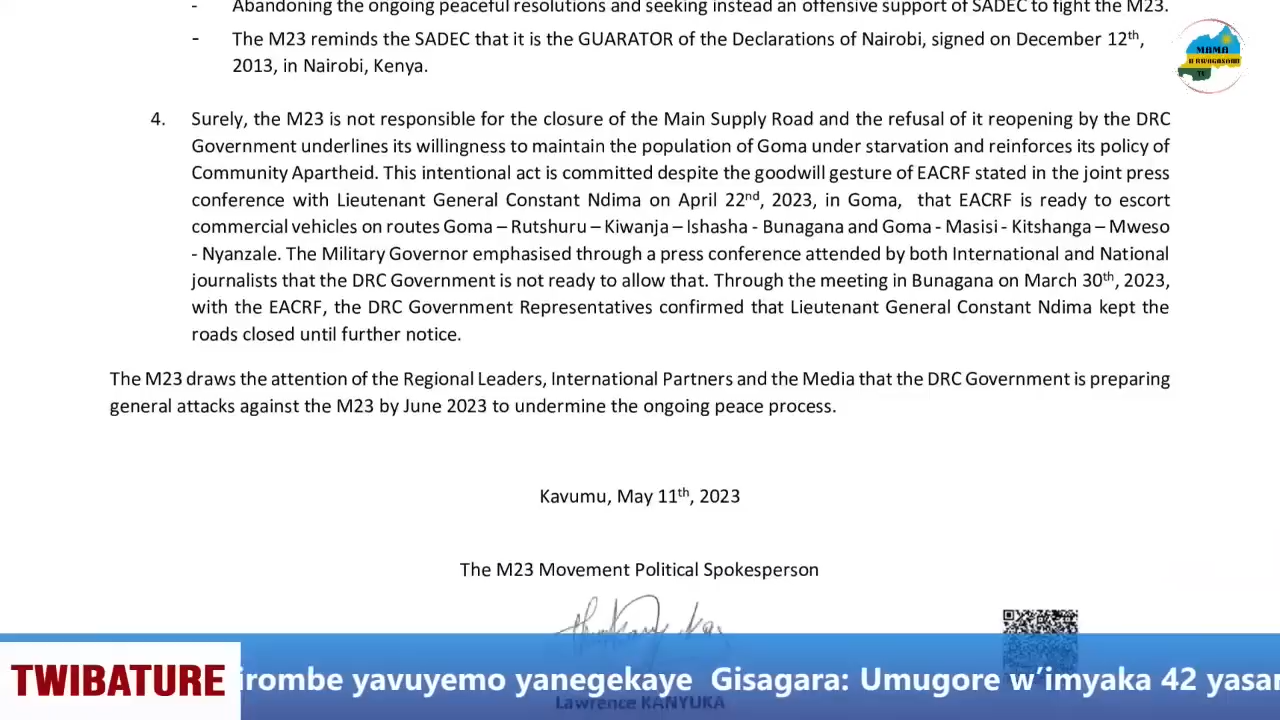 - Abandoning the ongoing peaceful resolutions and seeking instead an offensive support of SADEC to fight the M23.
- The M23 reminds the SADEC that it is the GUARATOR of the Declarations of Nairobi, signed on December 12th,
2013, in Nairobi, Kenya.
4. Surely, the M23 is not responsible for the closure of the Main Supply Road and the refusal of it reopening by the DRC
Government underlines its willingness to maintain the population of Goma under starvation and reinforces its policy of
Community Apartheid. This intentional act is committed despite the goodwill gesture of EACRF stated in the joint press
conference with Lieutenant General Constant Ndima on April 22nd, 2023, in Goma, that EACRF is ready to escort
commercial vehicles on routes Goma – Rutshuru – Kiwanja – Ishasha - Bunagana and Goma - Masisi - Kitshanga – Mweso
- Nyanzale. The Military Governor emphasised through a press conference attended by both International and National
journalists that the DRC Government is not ready to allow that. Through the meeting in Bunagana on March 30th, 2023,
with the EACRF, the DRC Government Representatives confirmed that Lieutenant General Constant Ndima kept the
roads closed until further notice.
The M23 draws the attention of the Regional Leaders, International Partners and the Media that the DRC Government is preparing
general attacks against the M23 by June 2023 to undermine the ongoing peace process.
Kavumu, May 11th, 2023
The M23 Movement Political Spokesperson
Lawrence KANYUKA
MAMA
URWAGASABO
TV
TWIBATURE
irombe yavuyemo yanegekaye Gisagara: Umugore w’imyaka 42 yasan